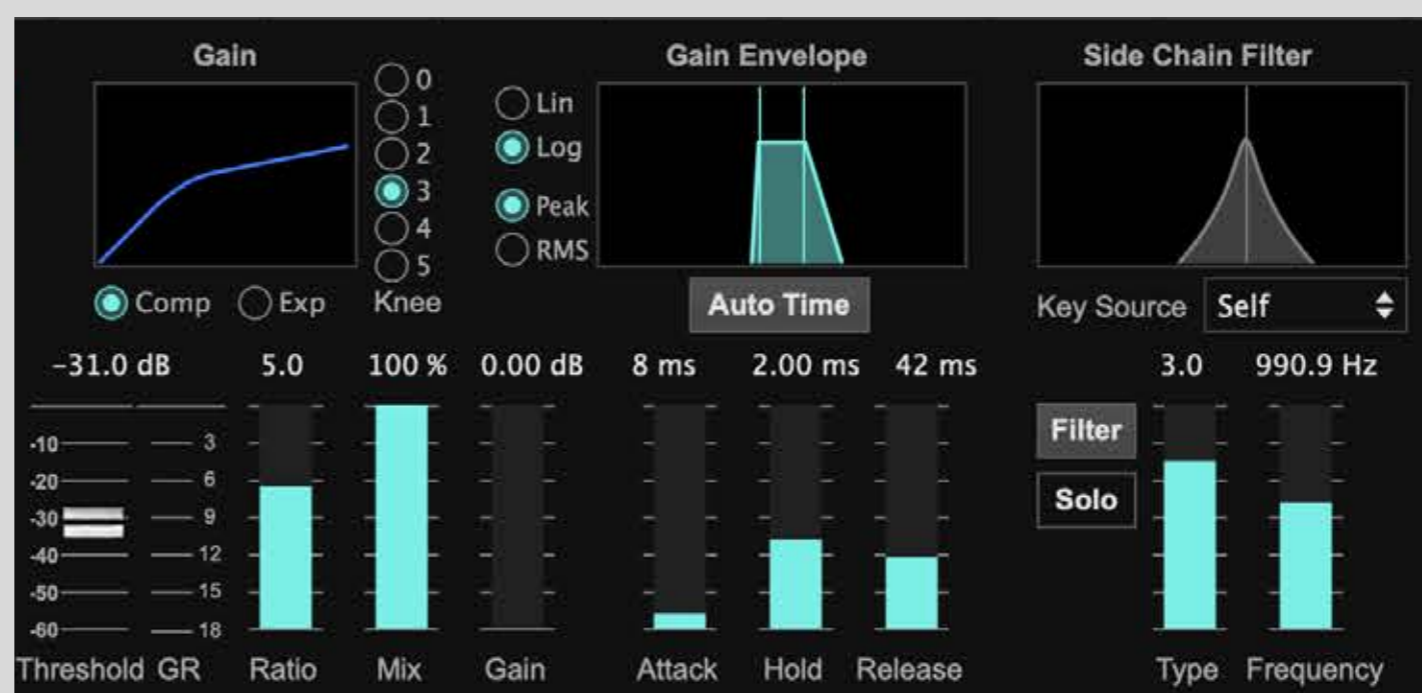 Gain
0
1
2
3
4
5
Knee
Comp Exp
Gain Envelope
Lin
Log
Peak
RMS
Auto Time
Side Chain Filter
Key Source Self
-31.0 dB 5.0 100 % 0.00 dB 8 ms 2.00 ms 42 ms 3.0 990.9 Hz
-10 3
-20 6
-30 9
-40 12
-50 15
-60 18
Filter
Solo
Threshold GR Ratio Mix Gain Attack Hold Release Type Frequency